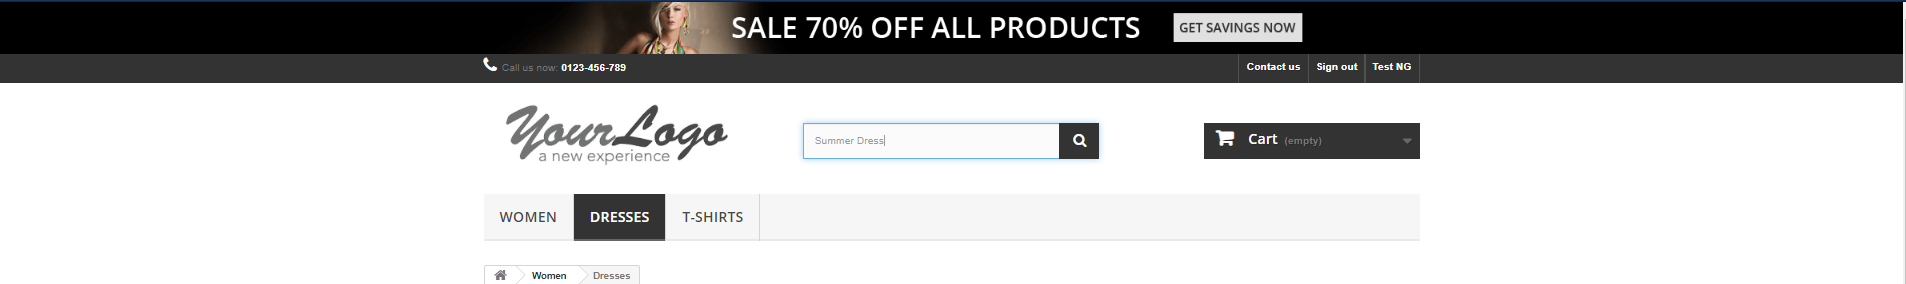 SALE 70% OFF ALL PRODUCTS GET SAVINGS NOW
Call us now: 0123-456-789 Contact us Sign out Test NG
YourLogo
a new experience
Summer Dress
Cart (empty)
WOMEN DRESSES T-SHIRTS
Women Dresses